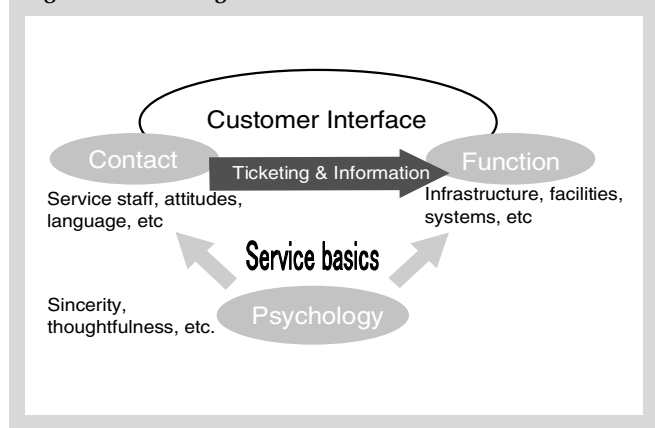 Customer Interface
Contact
Ticketing & Information
Function
Service staff, attitudes,
language, etc
Infrastructure, facilities,
systems, etc
Service basics
Sincerity,
thoughtfulness, etc.
Psychology